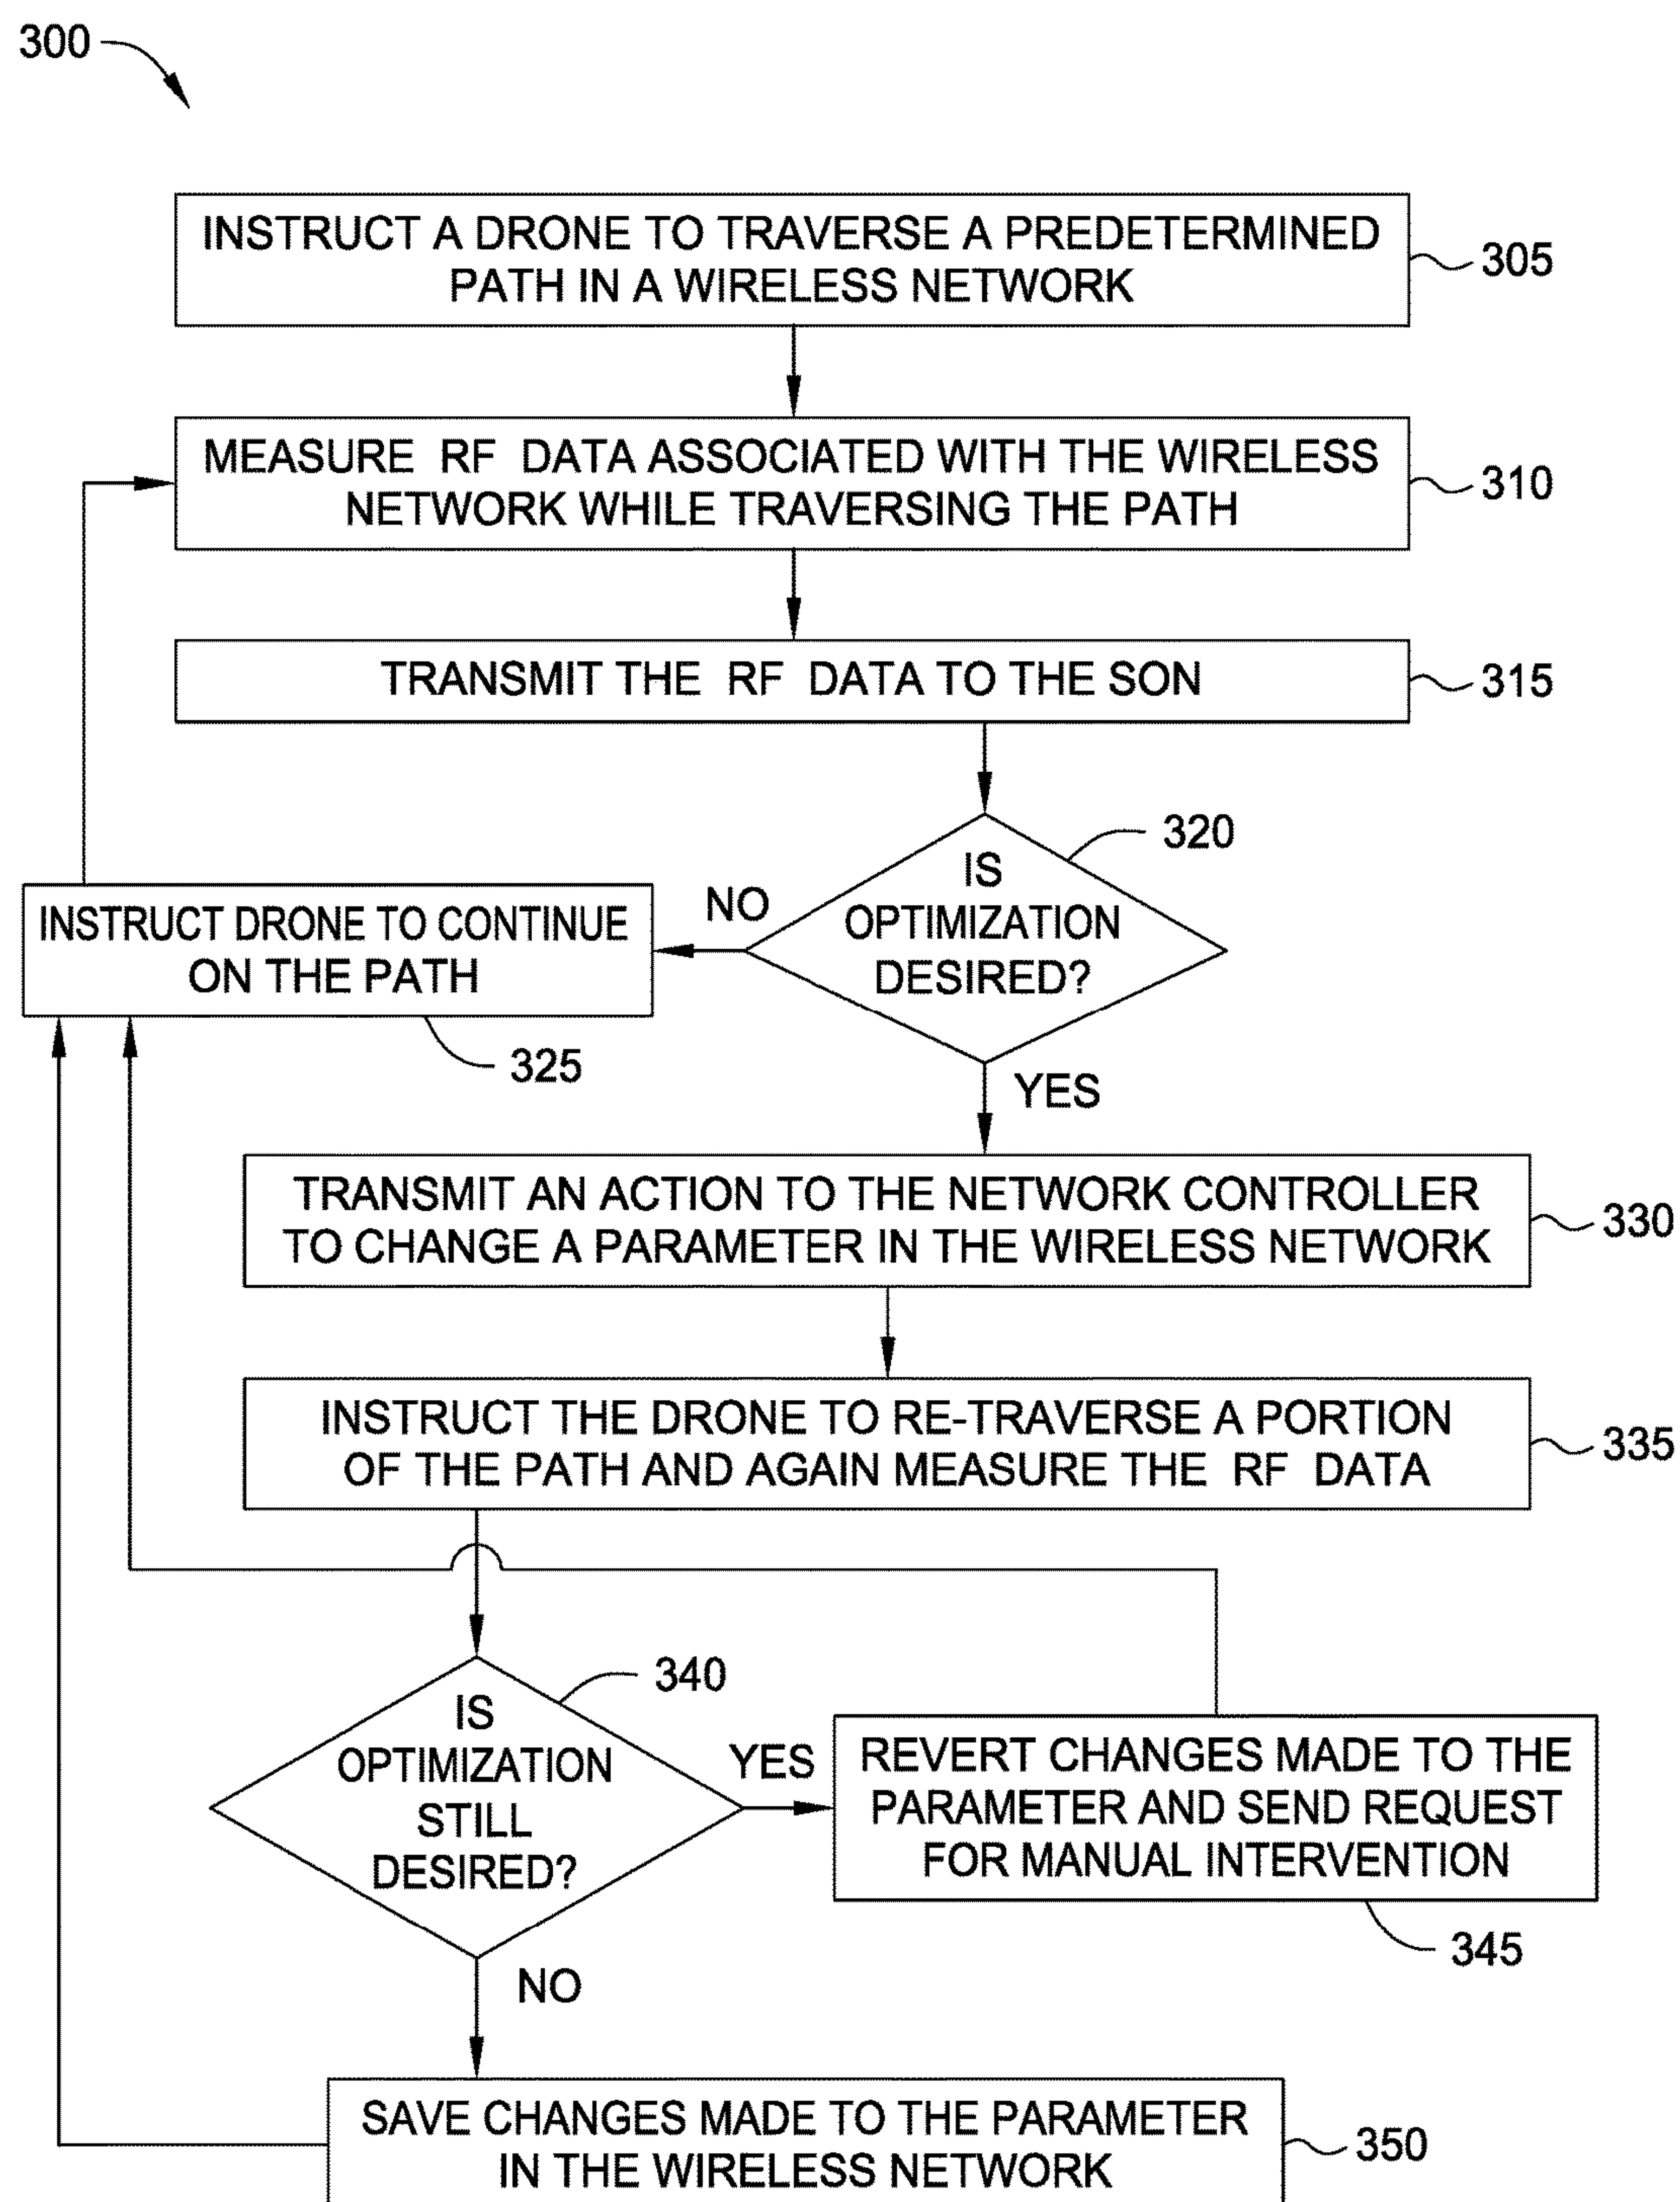 300
INSTRUCT A DRONE TO TRAVERSE A PREDETERMINED
PATH IN A WIRELESS NETWORK
305
MEASURE RF DATA ASSOCIATED WITH THE WIRELESS
NETWORK WHILE TRAVERSING THE PATH
310
TRANSMIT THE RF DATA TO THE SON
315
320
IS
OPTIMIZATION
DESIRED?
NO
INSTRUCT DRONE TO CONTINUE
ON THE PATH
325
YES
TRANSMIT AN ACTION TO THE NETWORK CONTROLLER
TO CHANGE A PARAMETER IN THE WIRELESS NETWORK
330
INSTRUCT THE DRONE TO RE-TRAVERSE A PORTION
OF THE PATH AND AGAIN MEASURE THE RF DATA
335
340
IS
OPTIMIZATION
STILL
DESIRED?
YES
REVERT CHANGES MADE TO THE
PARAMETER AND SEND REQUEST
FOR MANUAL INTERVENTION
345
NO
SAVE CHANGES MADE TO THE PARAMETER
IN THE WIRELESS NETWORK
350